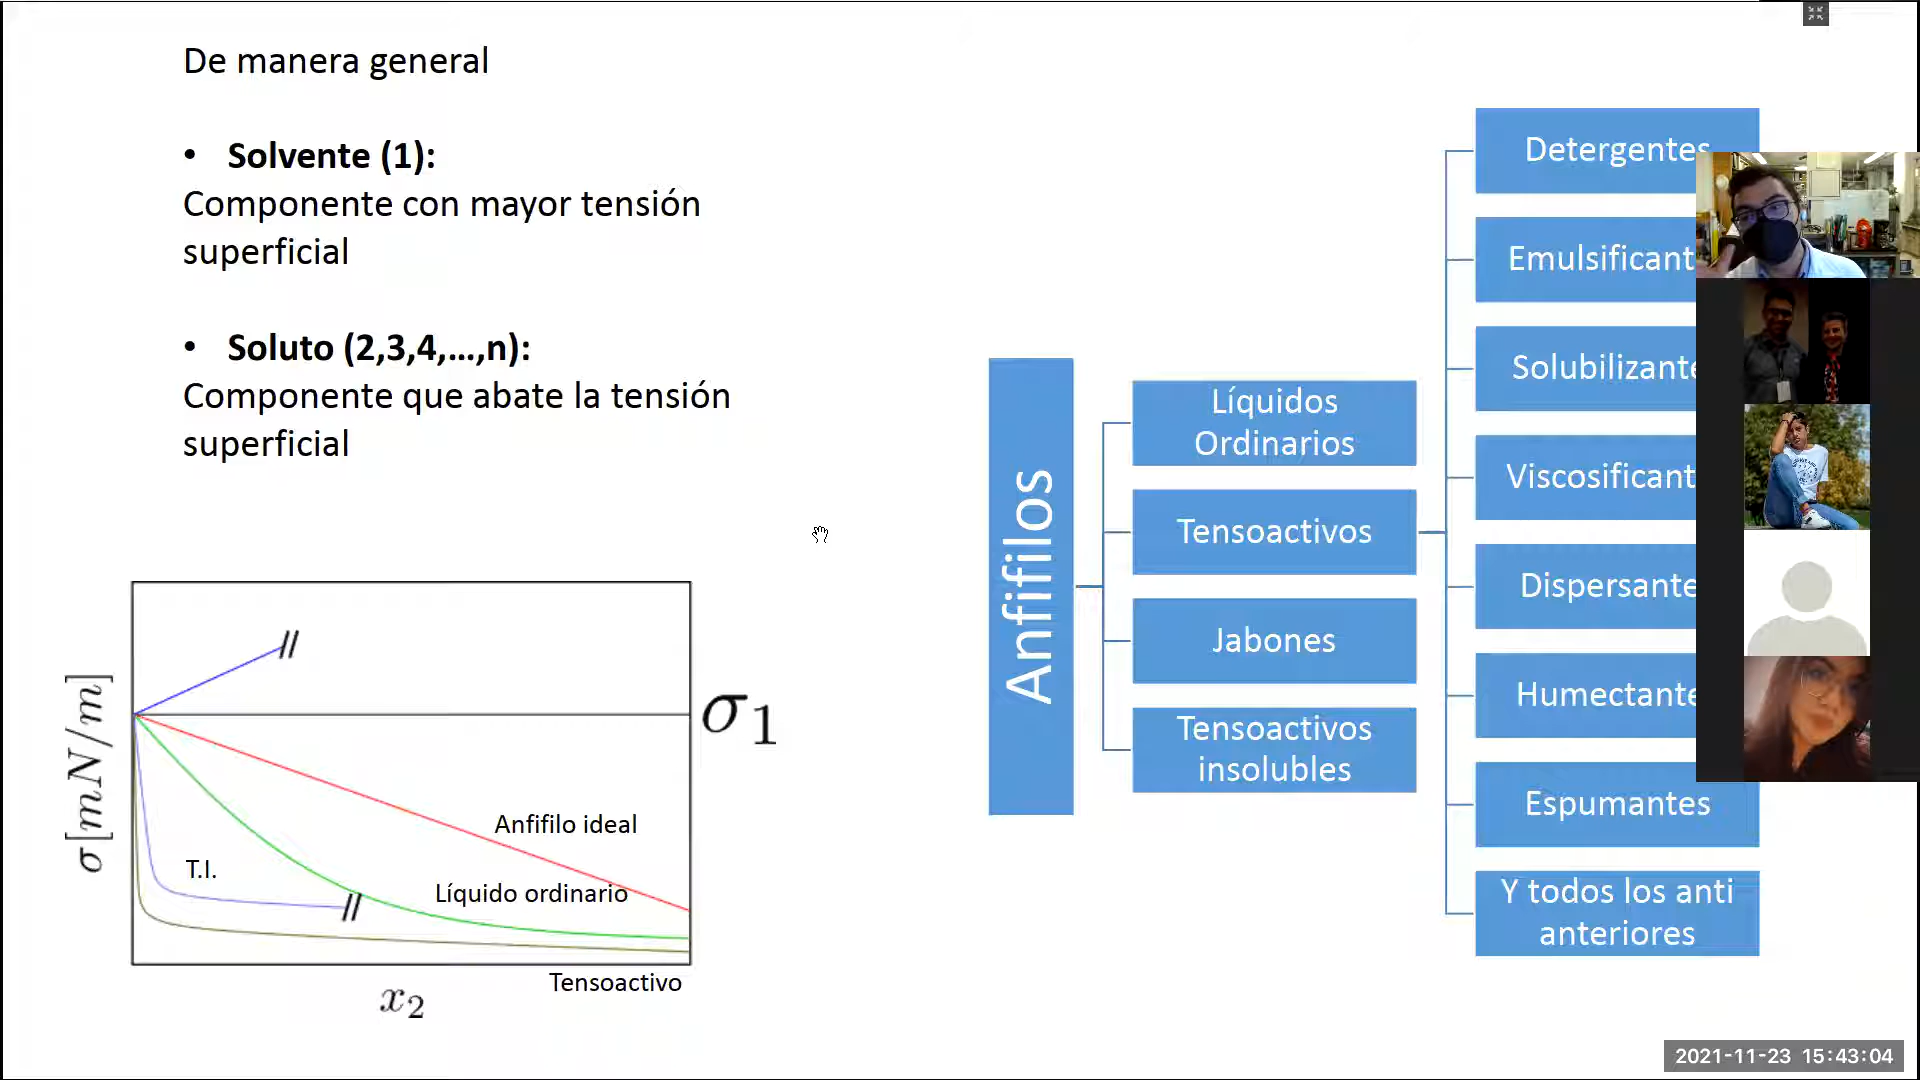 De manera general
• Solvente (1):
Componente con mayor tensión
superficial
• Soluto (2,3,4,...,n):
Componente que abate la tensión
superficial
σ[mN/m]
σ1
Anfifilo ideal
T.I.
Líquido ordinario
Tensoactivo
x2
Anfifilos
Líquidos
Ordinarios
Tensoactivos
Jabones
Tensoactivos
insolubles
Detergentes
Emulsificant
Solubilizante
Viscosificant
Dispersante
Humectante
Espumantes
Y todos los anti
anteriores
2021-11-23 15:43:04